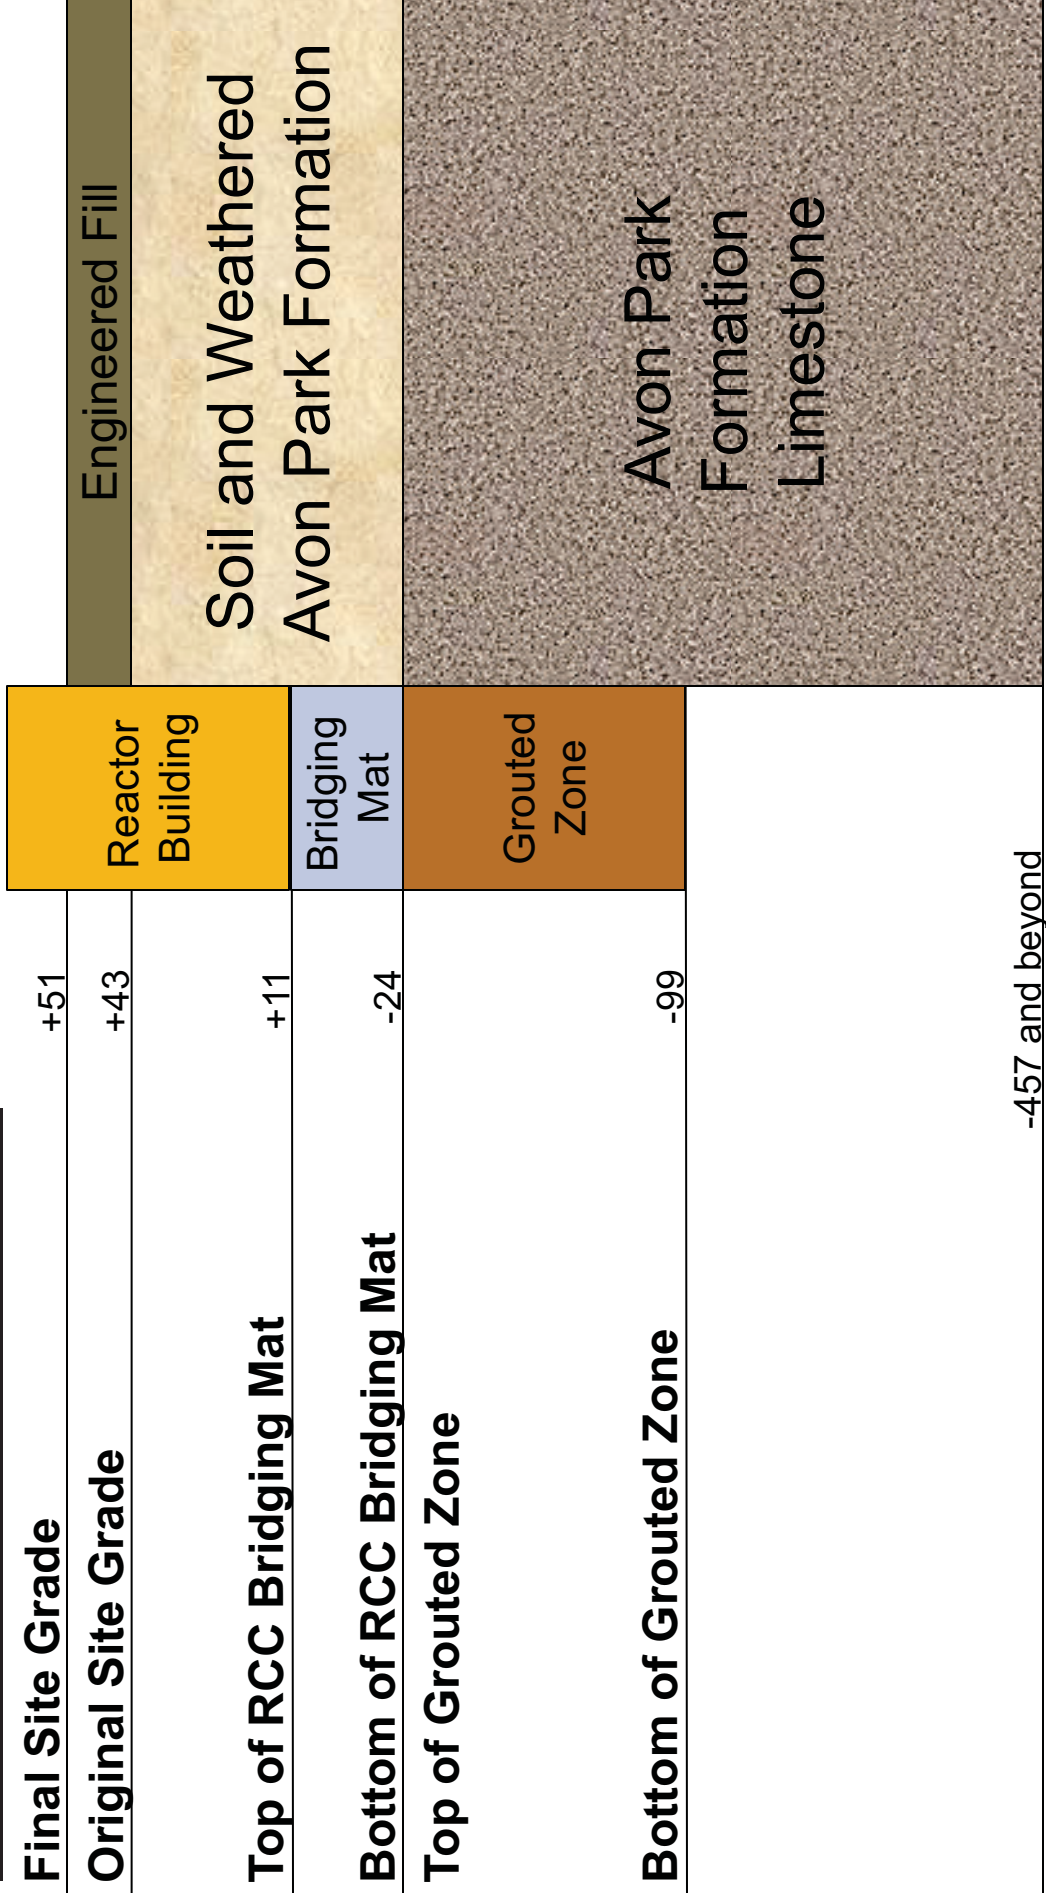 Final Site Grade
+51
Original Site Grade
+43
Engineered Fill
Reactor
Building
Soil and Weathered
Avon Park Formation
Top of RCC Bridging Mat
+11
Bridging
Mat
Bottom of RCC Bridging Mat
-24
Top of Grouted Zone
Grouted
Zone
Avon Park
Formation
Limestone
Bottom of Grouted Zone
-99
-457 and beyond